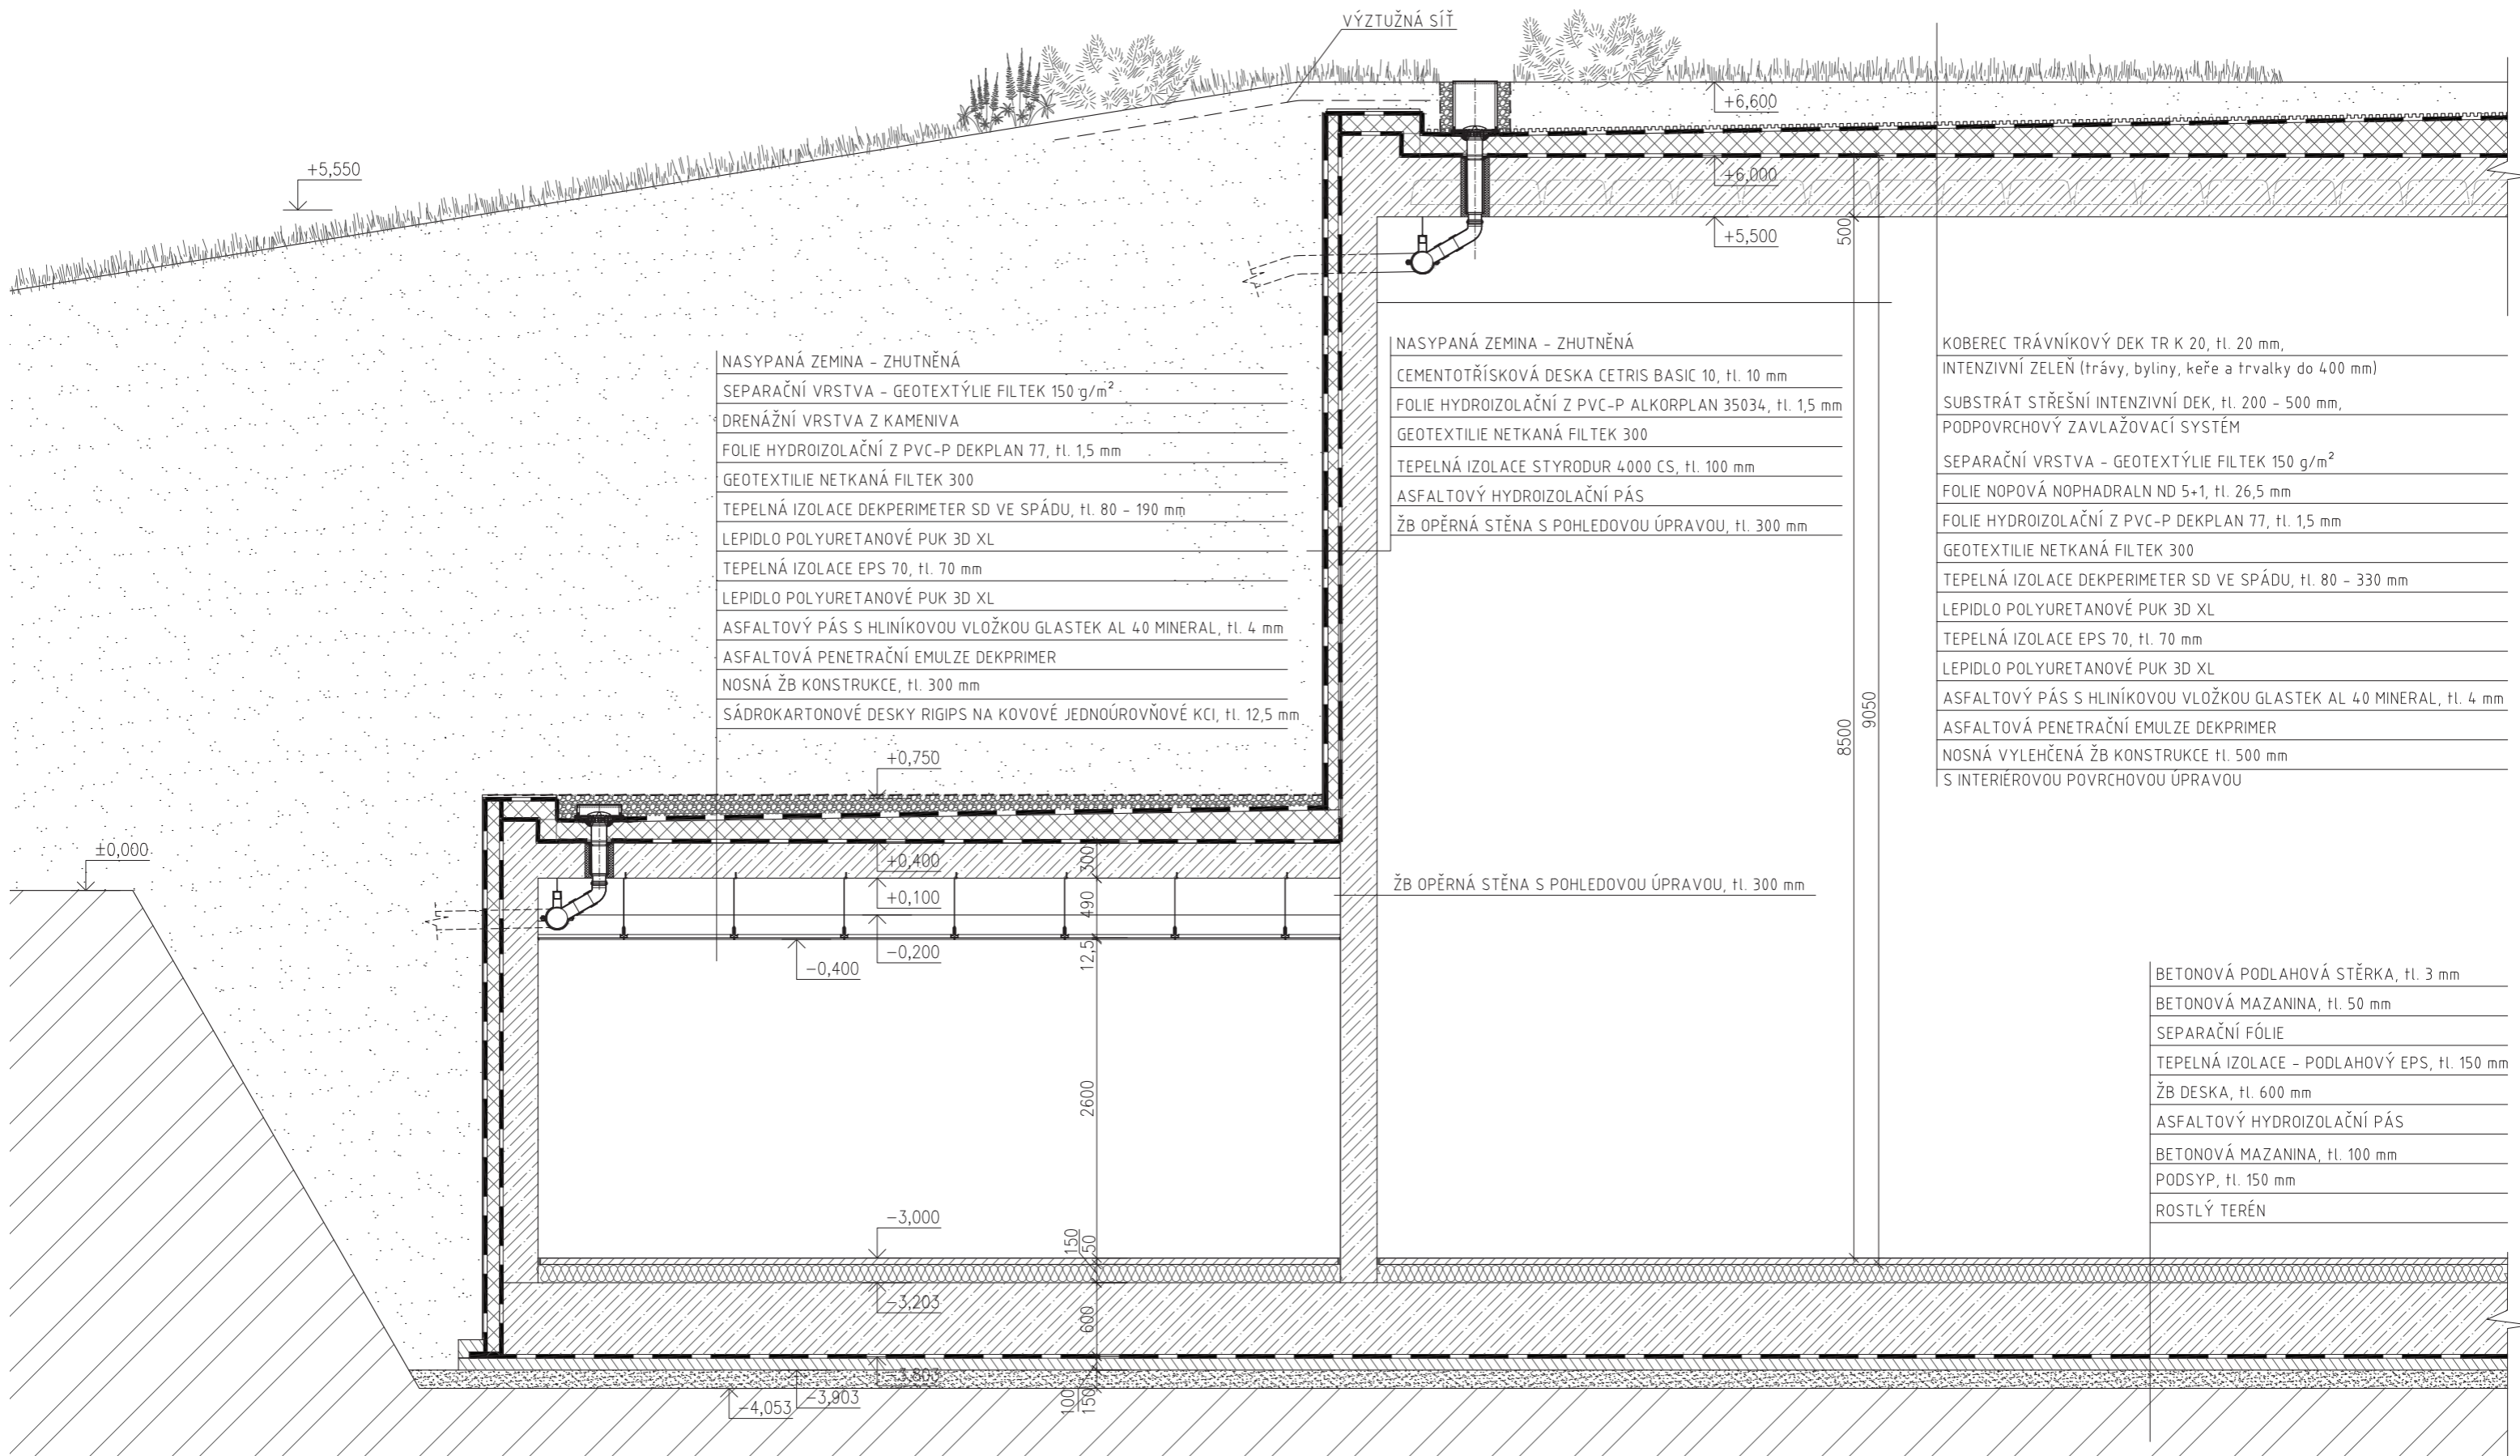 VÝZTUŽNÁ SÍŤ
+6,600
+5,550
+6,000
+5,500
500
NASYPANÁ ZEMINA - ZHUTNĚNÁ
SEPARAČNÍ VRSTVA - GEOTEXTÝLIE FILTEK 150 g/m²
DRENÁŽNÍ VRSTVA Z KAMENIVA
FOLIE HYDROIZOLAČNÍ Z PVC-P DEKPLAN 77, tl. 1,5 mm
GEOTEXTILIE NETKANÁ FILTEK 300
TEPELNÁ IZOLACE DEKPERIMETER SD VE SPÁDU, tl. 80 - 190 mm
LEPIDLO POLYURETANOVÉ PUK 3D XL
TEPELNÁ IZOLACE EPS 70, tl. 70 mm
LEPIDLO POLYURETANOVÉ PUK 3D XL
ASFALTOVÝ PÁS S HLINÍKOVOU VLOŽKOU GLASTEK AL 40 MINERAL, tl. 4 mm
ASFALTOVÁ PENETRAČNÍ EMULZE DEKPRIMER
NOSNÁ ŽB KONSTRUKCE, tl. 300 mm
SÁDROKARTONOVÉ DESKY RIGIPS NA KOVOVÉ JEDNOÚROVŇOVÉ KCI, tl. 12,5 mm
NASYPANÁ ZEMINA - ZHUTNĚNÁ
CEMENTOTŘÍSKOVÁ DESKA CETRIS BASIC 10, tl. 10 mm
FOLIE HYDROIZOLAČNÍ Z PVC-P ALKORPLAN 35034, tl. 1,5 mm
GEOTEXTILIE NETKANÁ FILTEK 300
TEPELNÁ IZOLACE STYRODUR 4000 CS, tl. 100 mm
ASFALTOVÝ HYDROIZOLAČNÍ PÁS
ŽB OPĚRNÁ STĚNA S POHLEDOVOU ÚPRAVOU, tl. 300 mm
KOBEREC TRÁVNÍKOVÝ DEK TR K 20, tl. 20 mm,
INTENZIVNÍ ZELEŇ (trávy, byliny, keře a trvalky do 400 mm)
SUBSTRÁT STŘEŠNÍ INTENZIVNÍ DEK, tl. 200 - 500 mm,
PODPOVRCHOVÝ ZAVLAŽOVACÍ SYSTÉM
SEPARAČNÍ VRSTVA - GEOTEXTÝLIE FILTEK 150 g/m²
FOLIE NOPOVÁ NOPHADRALN ND 5+1, tl. 26,5 mm
FOLIE HYDROIZOLAČNÍ Z PVC-P DEKPLAN 77, tl. 1,5 mm
GEOTEXTILIE NETKANÁ FILTEK 300
TEPELNÁ IZOLACE DEKPERIMETER SD VE SPÁDU, tl. 80 - 330 mm
LEPIDLO POLYURETANOVÉ PUK 3D XL
TEPELNÁ IZOLACE EPS 70, tl. 70 mm
LEPIDLO POLYURETANOVÉ PUK 3D XL
ASFALTOVÝ PÁS S HLINÍKOVOU VLOŽKOU GLASTEK AL 40 MINERAL, tl. 4 mm
ASFALTOVÁ PENETRAČNÍ EMULZE DEKPRIMER
NOSNÁ VYLEHČENÁ ŽB KONSTRUKCE tl. 500 mm
S INTERIÉROVOU POVRCHOVOU ÚPRAVOU
8500
9050
+0,750
±0,000
+0,400
300
+0,100
490
-0,200
-0,400
12,5
ŽB OPĚRNÁ STĚNA S POHLEDOVOU ÚPRAVOU, tl. 300 mm
2600
BETONOVÁ PODLAHOVÁ STĚRKA, tl. 3 mm
BETONOVÁ MAZANINA, tl. 50 mm
SEPARAČNÍ FÓLIE
TEPELNÁ IZOLACE - PODLAHOVÝ EPS, tl. 150 mm
ŽB DESKA, tl. 600 mm
ASFALTOVÝ HYDROIZOLAČNÍ PÁS
BETONOVÁ MAZANINA, tl. 100 mm
PODSYP, tl. 150 mm
ROSTLÝ TERÉN
-3,000
150
50
-3,203
600
-3,803
-3,903
-4,053
100
150